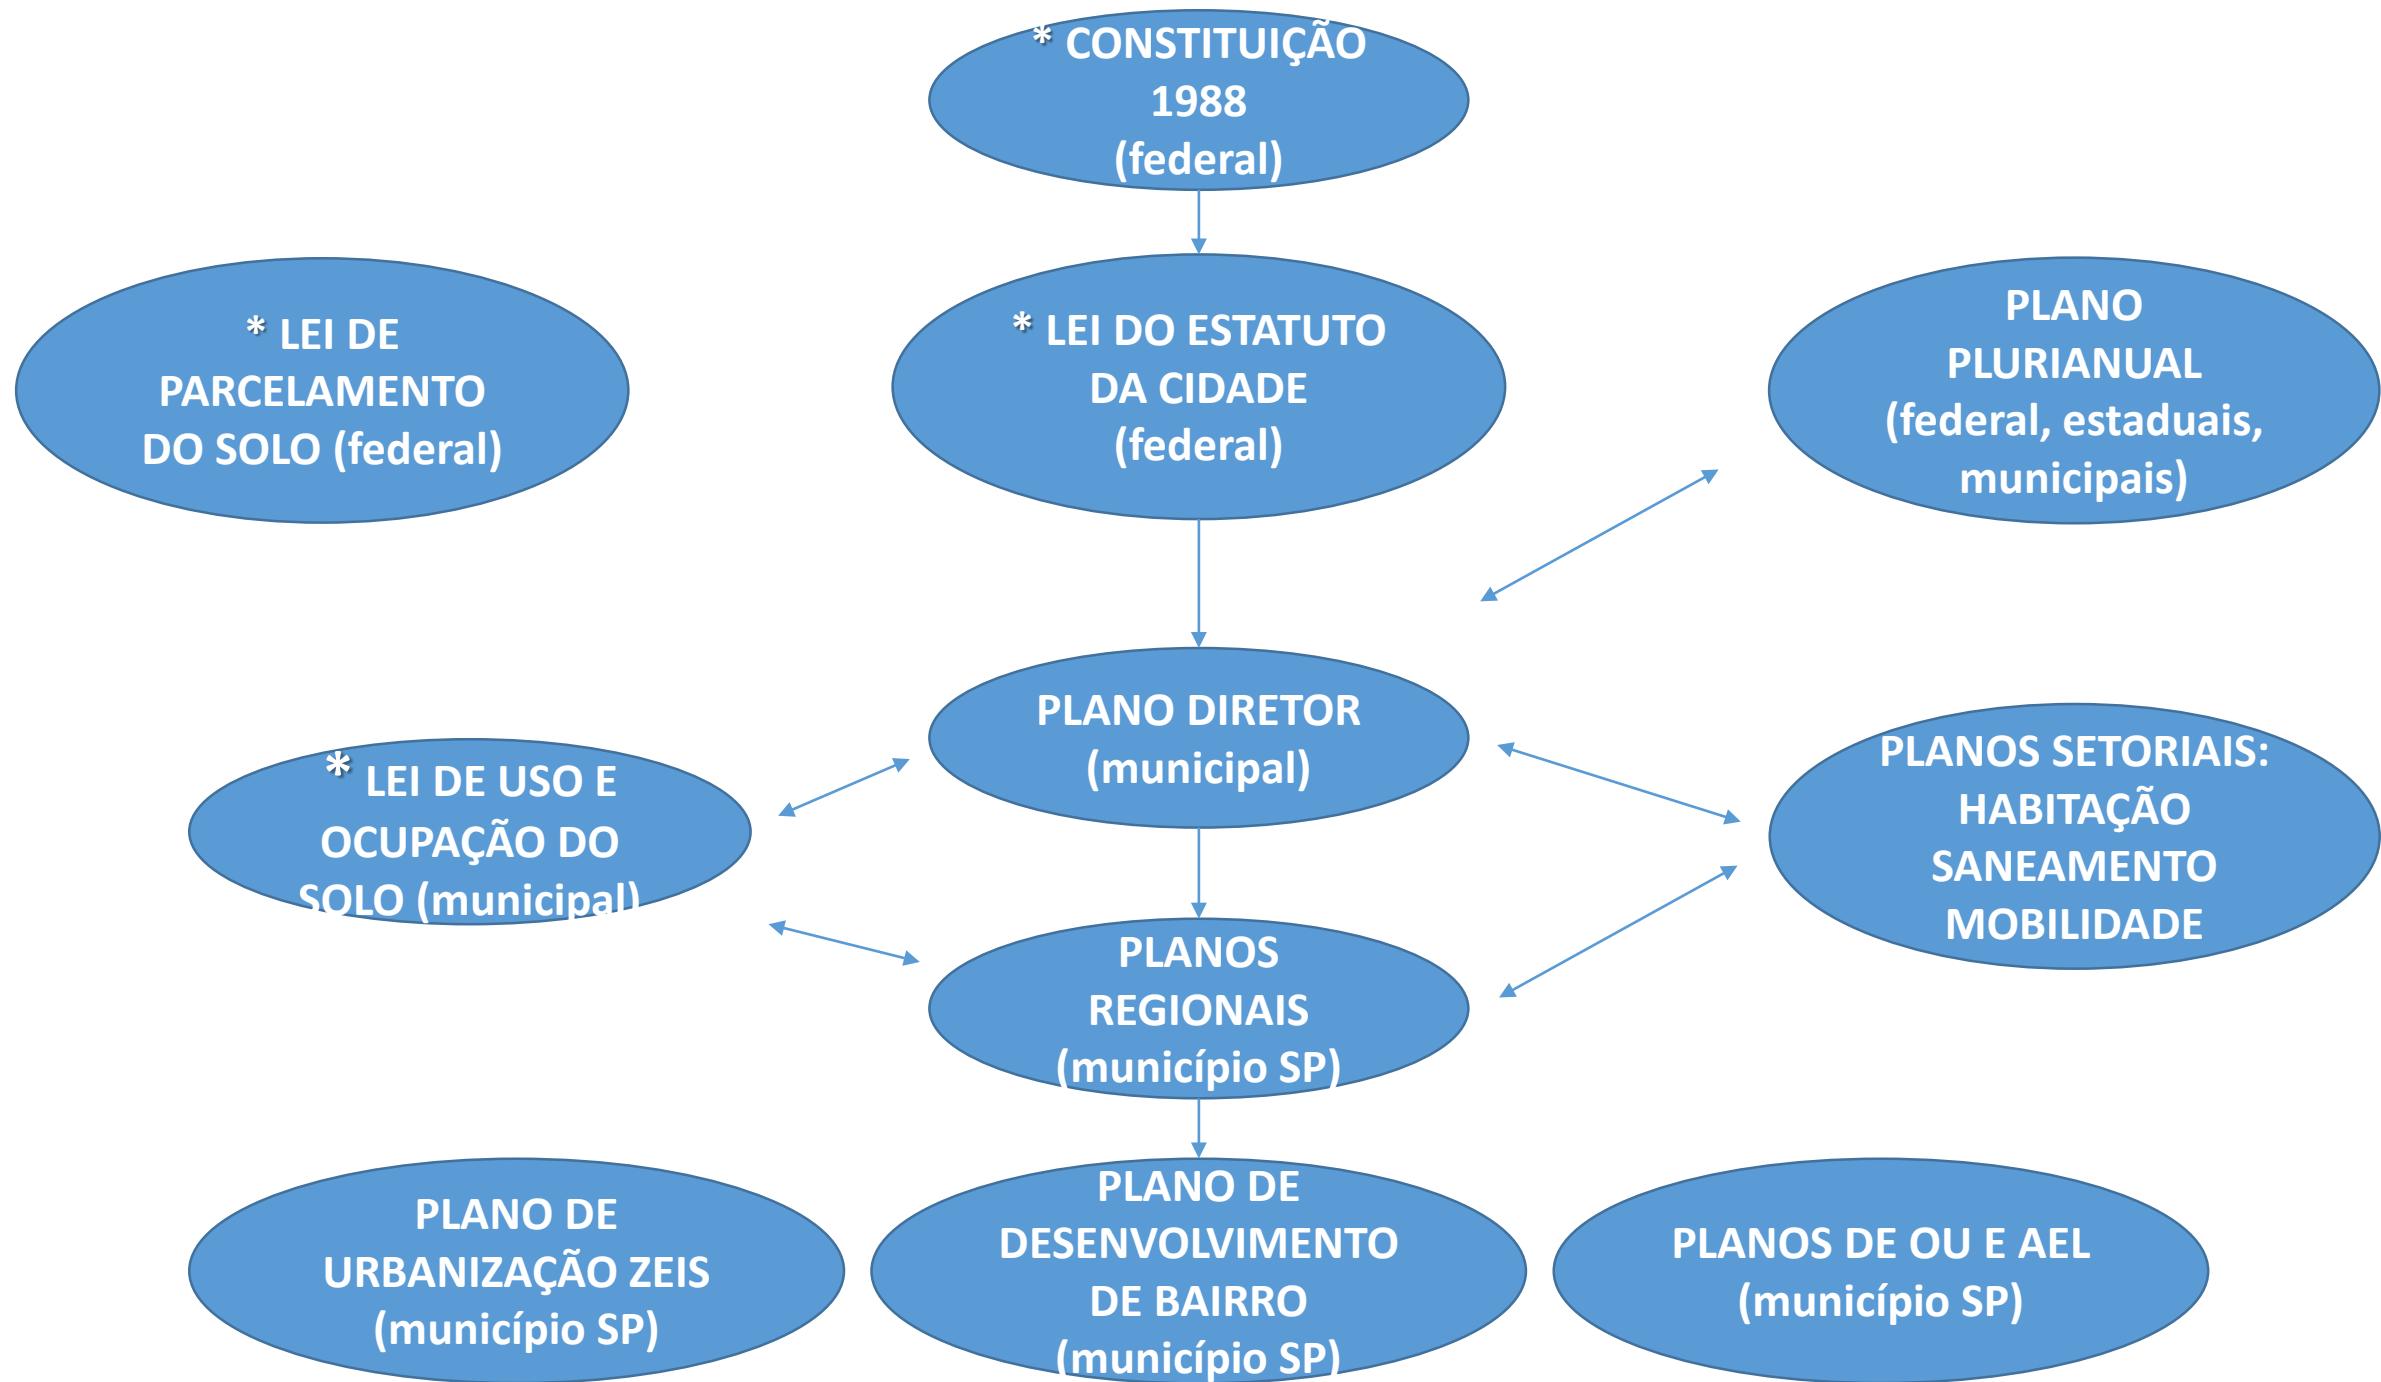 * CONSTITUIÇÃO
1988
(federal)
* LEI DE
PARCELAMENTO
DO SOLO (federal)
* LEI DO ESTATUTO
DA CIDADE
(federal)
PLANO
PLURIANUAL
(federal, estaduais,
municipais)
PLANO DIRETOR
(municipal)
* LEI DE USO E
OCUPAÇÃO DO
SOLO (municipal)
PLANOS SETORIAIS:
HABITAÇÃO
SANEAMENTO
MOBILIDADE
PLANOS
REGIONAIS
(município SP)
PLANO DE
URBANIZAÇÃO ZEIS
(município SP)
PLANO DE
DESENVOLVIMENTO
DE BAIRRO
(município SP)
PLANOS DE OU E AEL
(município SP)